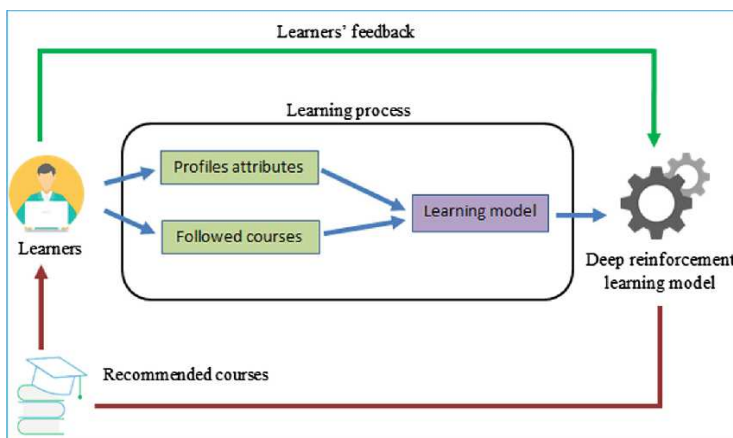 Learners’ feedback
Learning process
Profiles attributes
Learning model
Followed courses
Learners
Deep reinforcement
learning model
Recommended courses